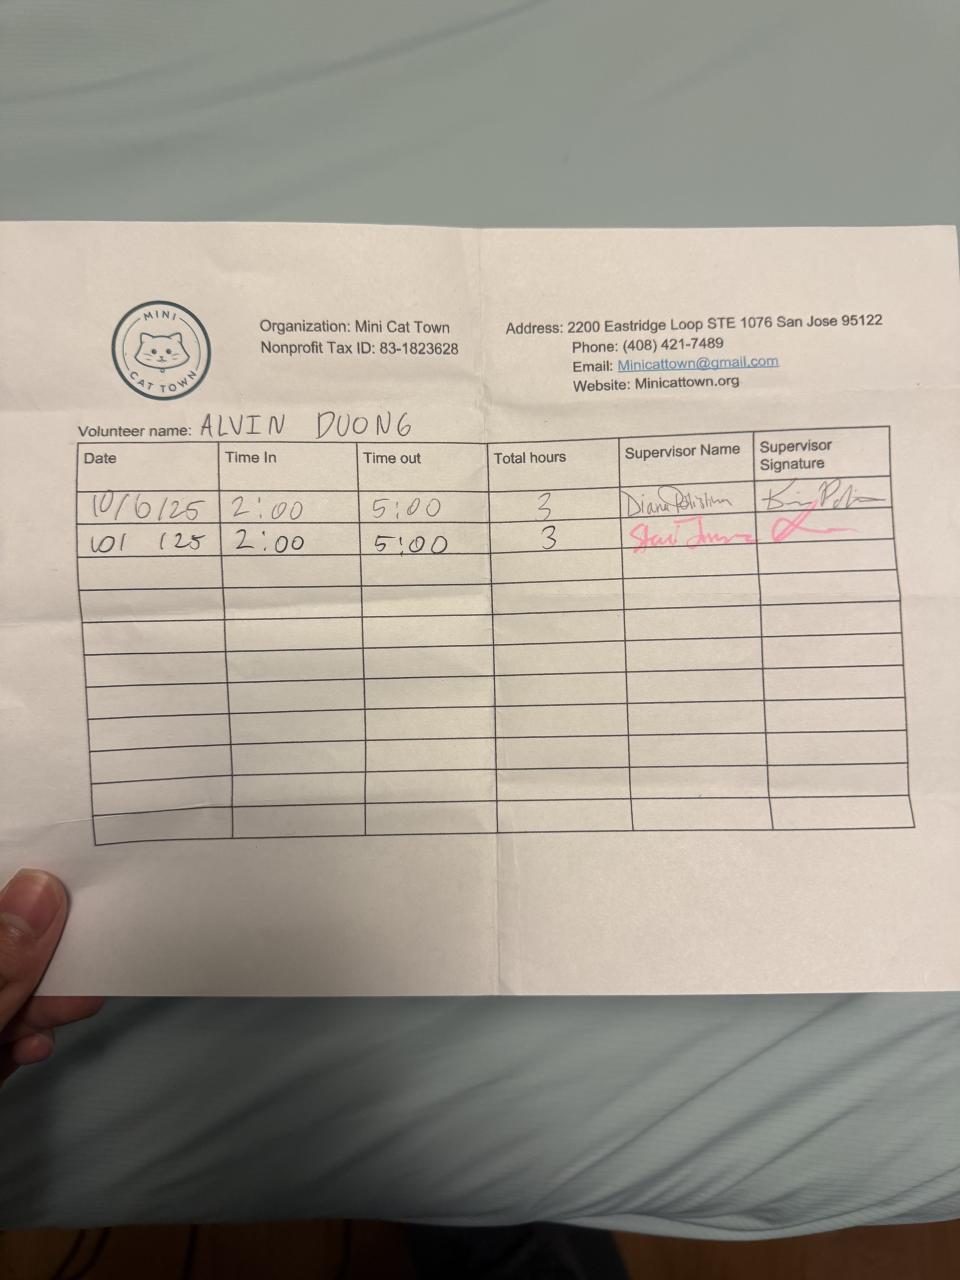 MINI
CAT TOWN
Organization: Mini Cat Town
Nonprofit Tax ID: 83-1823628
Address: 2200 Eastridge Loop STE 1076 San Jose 95122
Phone: (408) 421-7489
Email: Minicattown@gmail.com
Website: Minicattown.org
Volunteer name: ALVIN DUONG
Date Time In Time out Total hours Supervisor Name Supervisor Signature
10/6/25 2:00 5:00 3 Diana
10/ /25 2:00 5:00 3